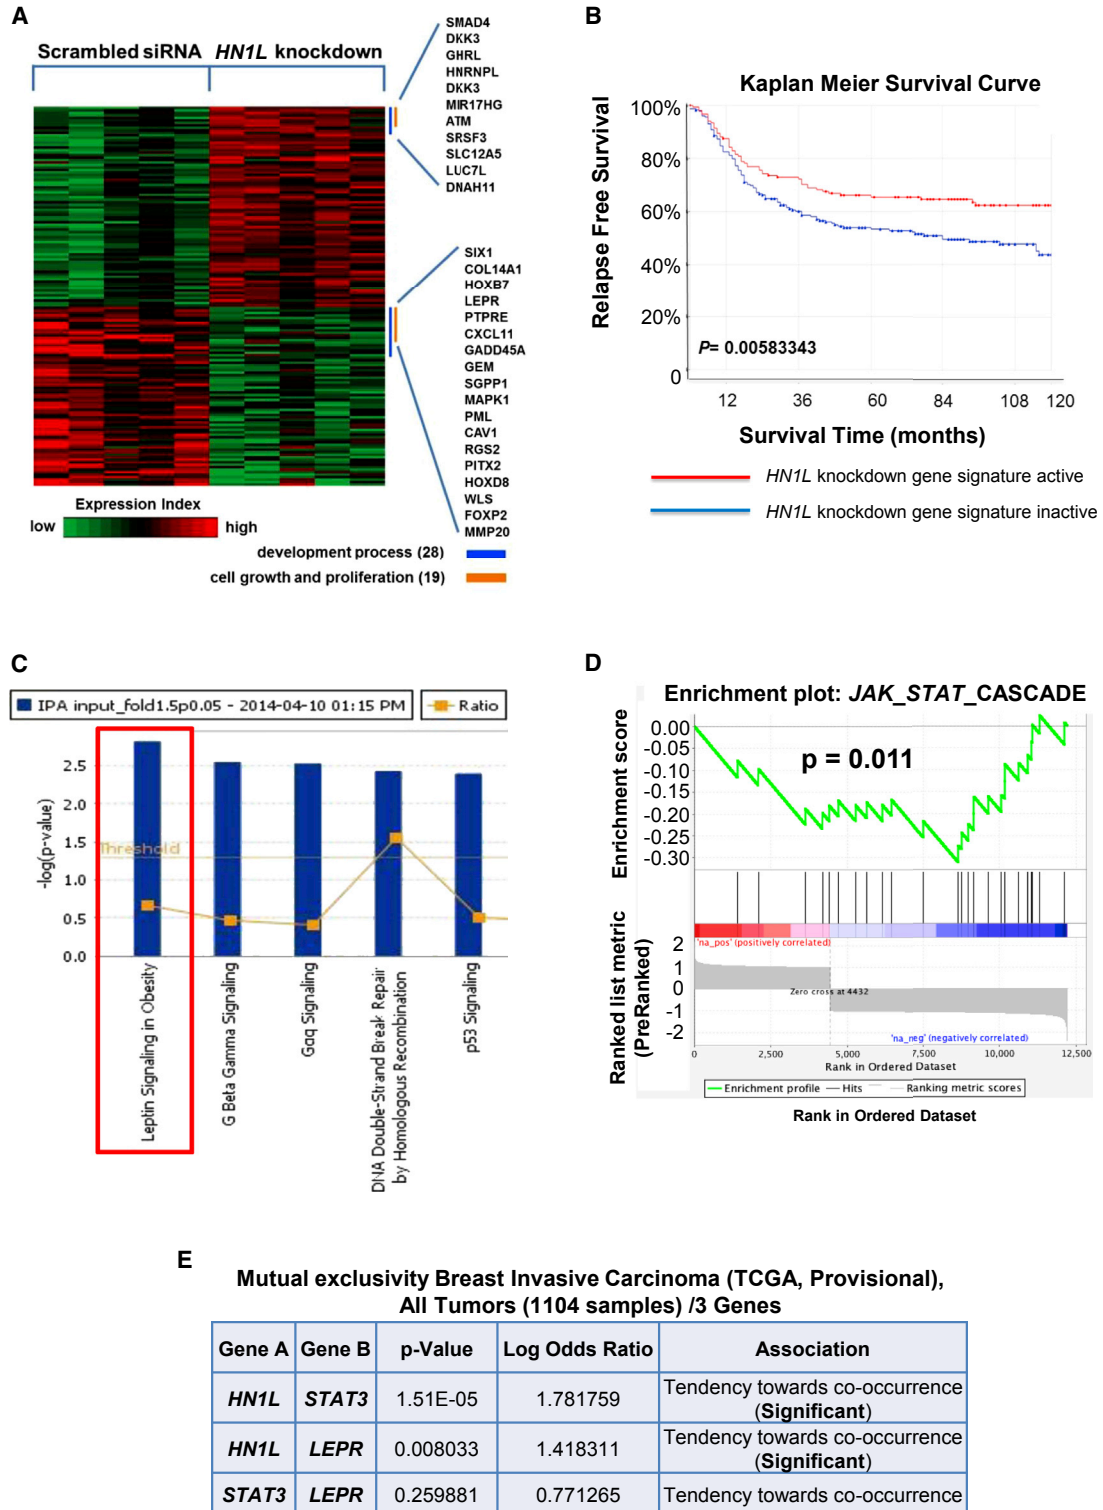 A
Scrambled siRNA
HN1L knockdown
SMAD4
DKK3
GHRL
HNRNPL
DKK3
MIR17HG
ATM
SRSF3
SLC12A5
LUC7L
DNAH11
SIX1
COL14A1
HOXB7
LEPR
PTPRE
CXCL11
GADD45A
GEM
SGPP1
MAPK1
PML
CAV1
RGS2
PITX2
HOXD8
WLS
FOXP2
MMP20
Expression Index
low
high
development process (28)
cell growth and proliferation (19)
B
Kaplan Meier Survival Curve
Relapse Free Survival
100%
80%
60%
40%
20%
0
P= 0.00583343
12 36 60 84 108 120
Survival Time (months)
HN1L knockdown gene signature active
HN1L knockdown gene signature inactive
C
IPA input_fold1.5p0.05 - 2014-04-10 01:15 PM
Ratio
-log(p-value)
2.5
2.0
1.5
1.0
0.5
0.0
Threshold
Leptin Signaling in Obesity
G Beta Gamma Signaling
Gαq Signaling
DNA Double-Strand Break Repair
by Homologous Recombination
p53 Signaling
D
Enrichment plot: JAK_STAT_CASCADE
Enrichment score
0.00
-0.05
-0.10
-0.15
-0.20
-0.25
-0.30
p = 0.011
Ranked list metric
(PreRanked)
2
1
0
-1
-2
'na_pos' (positively correlated)
Zero cross at 4432
'na_neg' (negatively correlated)
0 2,500 5,000 7,500 10,000 12,500
Rank in Ordered Dataset
Enrichment profile Hits Ranking metric scores
Rank in Ordered Dataset
E
Mutual exclusivity Breast Invasive Carcinoma (TCGA, Provisional),
All Tumors (1104 samples) /3 Genes
Gene A Gene B p-Value Log Odds Ratio Association
HN1L STAT3 1.51E-05 1.781759 Tendency towards co-occurrence
(Significant)
HN1L LEPR 0.008033 1.418311 Tendency towards co-occurrence
(Significant)
STAT3 LEPR 0.259881 0.771265 Tendency towards co-occurrence